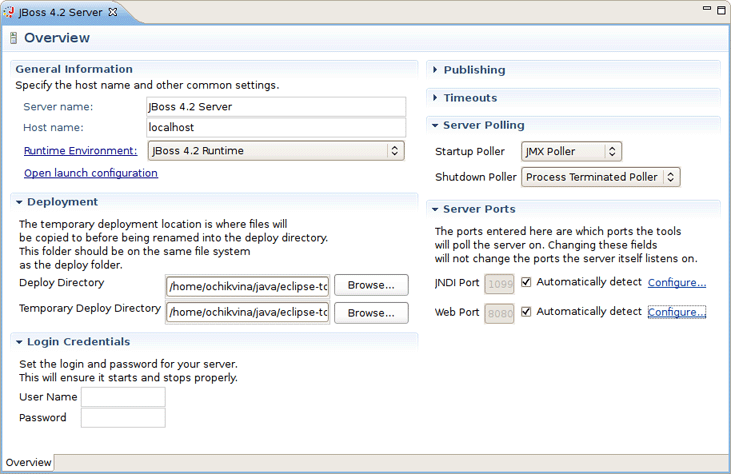 JBoss 4.2 Server
Overview
General Information
Specify the host name and other common settings.
Server name: JBoss 4.2 Server
Host name: localhost
Runtime Environment: JBoss 4.2 Runtime
Open launch configuration
Deployment
The temporary deployment location is where files will
be copied to before being renamed into the deploy directory.
This folder should be on the same file system
as the deploy folder.
Deploy Directory /home/ochikvina/java/eclipse-to Browse...
Temporary Deploy Directory /home/ochikvina/java/eclipse-to Browse...
Login Credentials
Set the login and password for your server.
This will ensure it starts and stops properly.
User Name
Password
Publishing
Timeouts
Server Polling
Startup Poller JMX Poller
Shutdown Poller Process Terminated Poller
Server Ports
The ports entered here are which ports the tools
will poll the server on. Changing these fields
will not change the ports the server itself listens on.
JNDI Port 1099 Automatically detect Configure...
Web Port 8080 Automatically detect Configure...
Overview